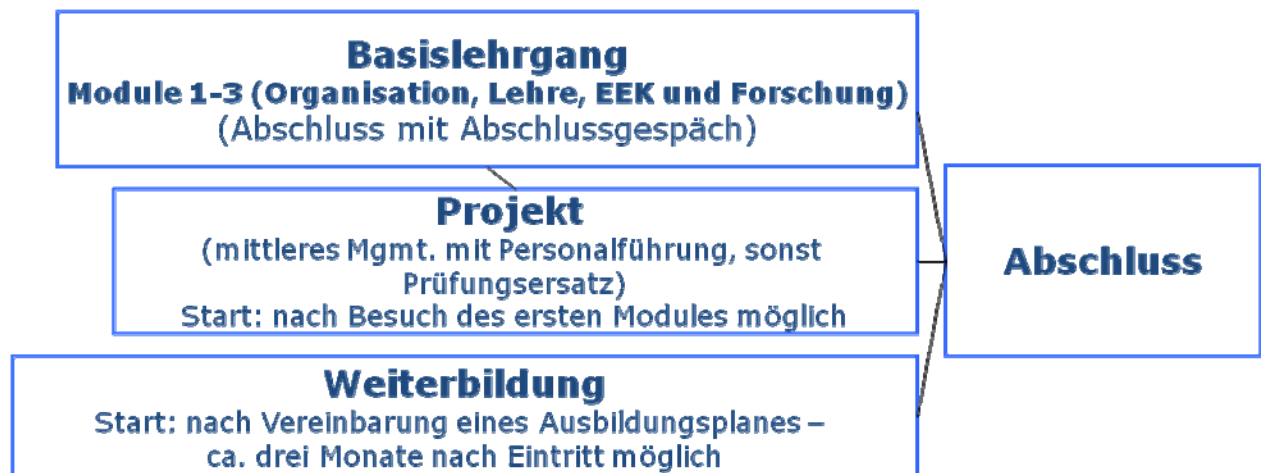 Basislehrgang
Module 1-3 (Organisation, Lehre, EEK und Forschung)
(Abschluss mit Abschlussgespäch)
Projekt
(mittleres Mgmt. mit Personalführung, sonst
Prüfungsersatz)
Start: nach Besuch des ersten Modules möglich
Abschluss
Weiterbildung
Start: nach Vereinbarung eines Ausbildungsplanes –
ca. drei Monate nach Eintritt möglich